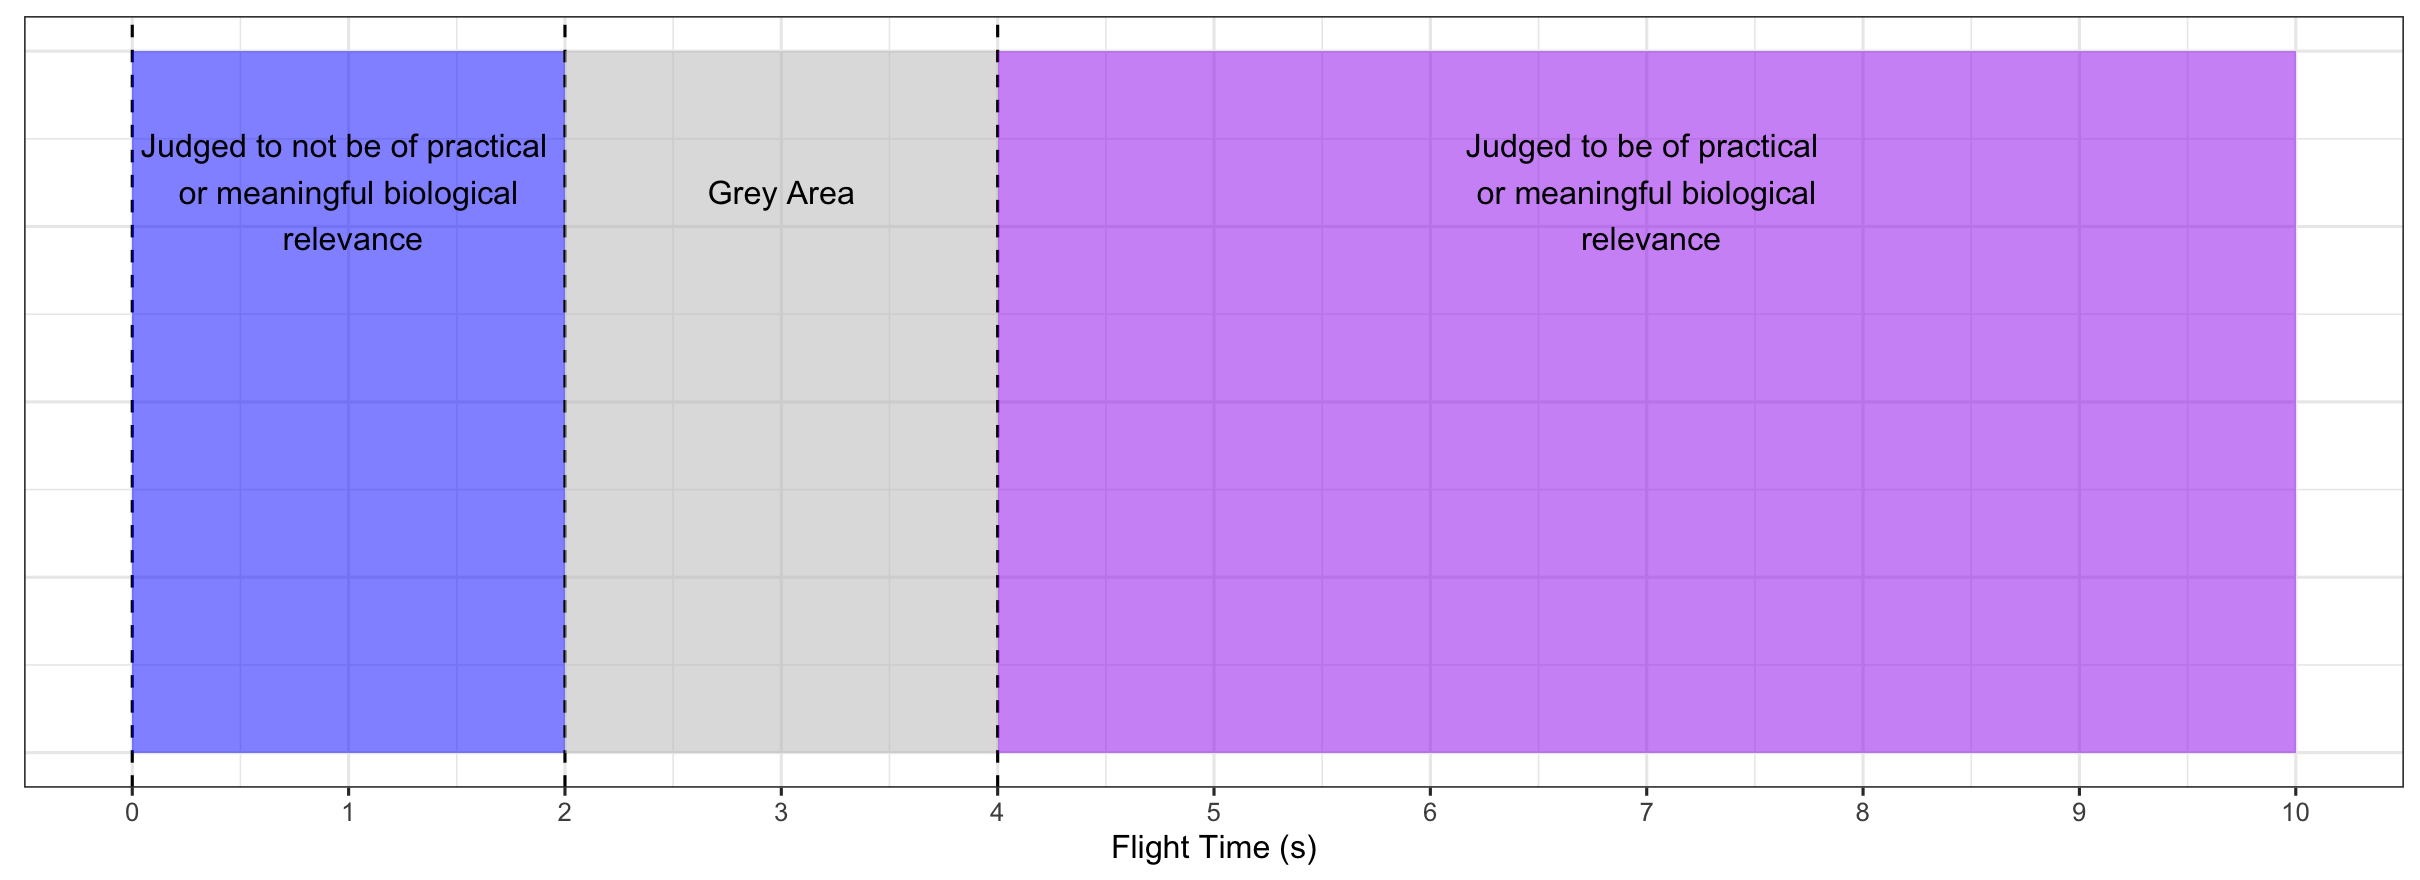 Judged to not be of practical
or meaningful biological
relevance
Grey Area
Judged to be of practical
or meaningful biological
relevance
0 1 2 3 4 5 6 7 8 9 10
Flight Time (s)